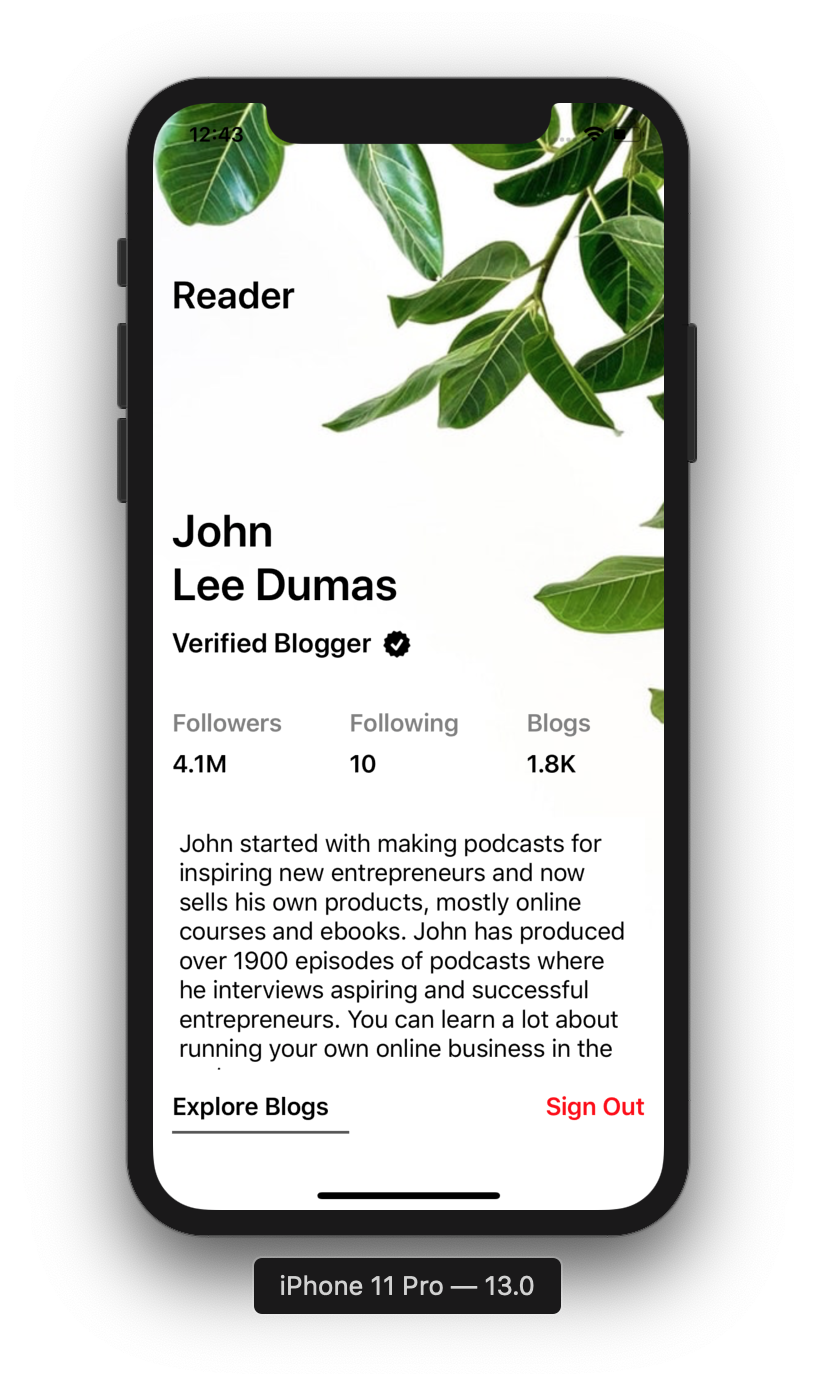 12:43
Reader
John
Lee Dumas
Verified Blogger
Followers Following Blogs
4.1M 10 1.8K
John started with making podcasts for
inspiring new entrepreneurs and now
sells his own products, mostly online
courses and ebooks. John has produced
over 1900 episodes of podcasts where
he interviews aspiring and successful
entrepreneurs. You can learn a lot about
running your own online business in the
Explore Blogs Sign Out
iPhone 11 Pro — 13.0